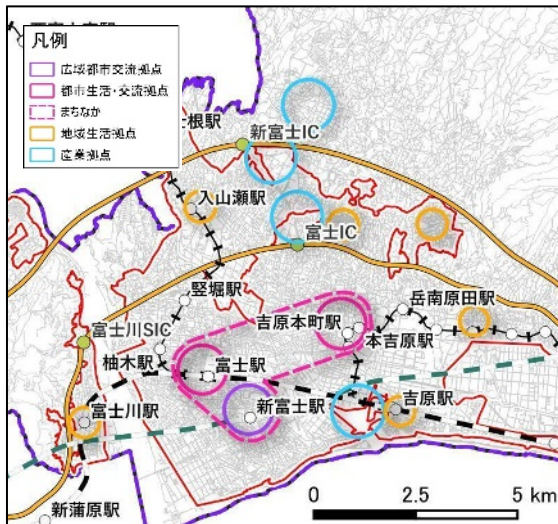 凡例
広域都市交流拠点
都市生活・交流拠点
まちなか
地域生活拠点
産業拠点
根駅
新富士IC
入山瀬駅
富士IC
竪堀駅
岳南原田駅
吉原本町駅
富士川SIC
本吉原駅
柚木駅
富士駅
富士川駅
新富士駅
吉原駅
新蒲原駅
0 2.5 5 km